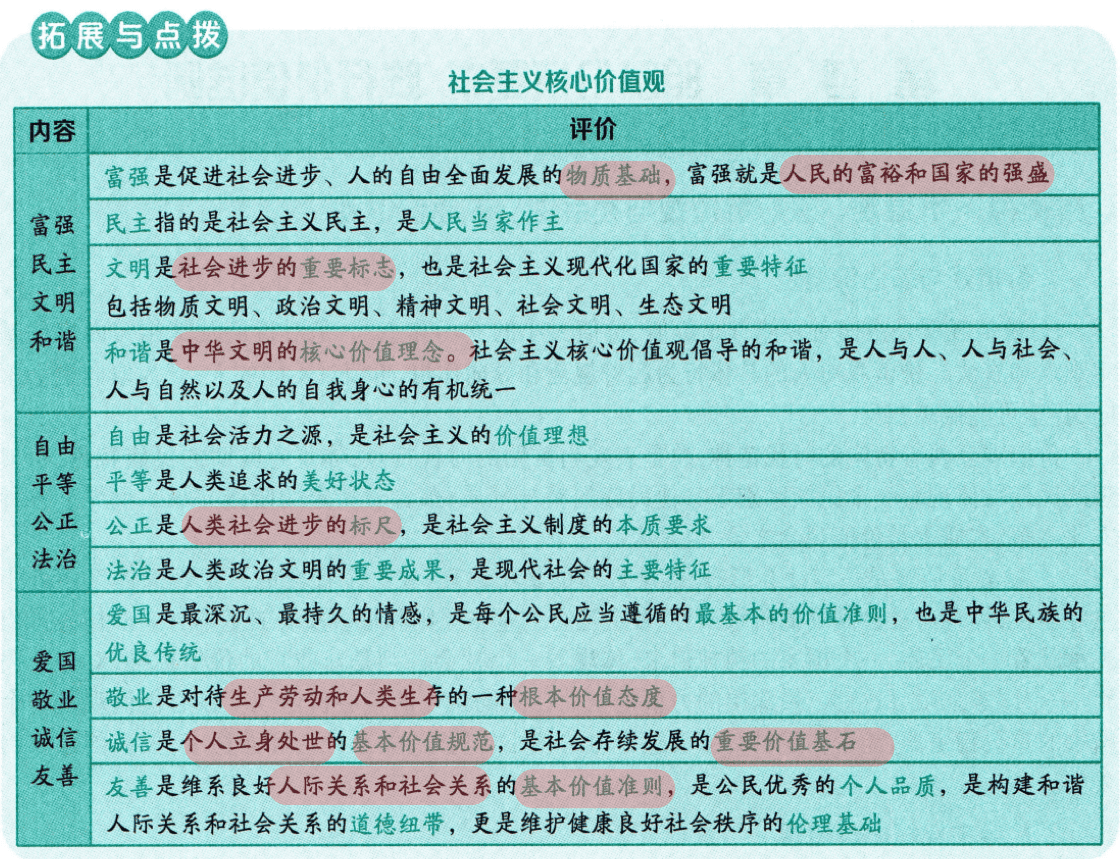 拓展与点拨
社会主义核心价值观
内容 评价
富强
民主
文明
和谐
富强是促进社会进步、人的自由全面发展的物质基础，富强就是人民的富裕和国家的强盛
民主指的是社会主义民主，是人民当家作主
文明是社会进步的重要标志，也是社会主义现代化国家的重要特征
包括物质文明、政治文明、精神文明、社会文明、生态文明
和谐是中华文明的核心价值理念。社会主义核心价值观倡导的和谐，是人与人、人与社会、
人与自然以及人的自我身心的有机统一
自由
平等
公正
法治
自由是社会活力之源，是社会主义的价值理想
平等是人类追求的美好状态
公正是人类社会进步的标尺，是社会主义制度的本质要求
法治是人类政治文明的重要成果，是现代社会的主要特征
爱国
敬业
诚信
友善
爱国是最深沉、最持久的情感，是每个公民应当遵循的最基本的价值准则，也是中华民族的
优良传统
敬业是对待生产劳动和人类生存的一种根本价值态度
诚信是个人立身处世的基本价值规范，是社会存续发展的重要价值基石
友善是维系良好人际关系和社会关系的基本价值准则，是公民优秀的个人品质，是构建和谐
人际关系和社会关系的道德纽带，更是维护健康良好社会秩序的伦理基础